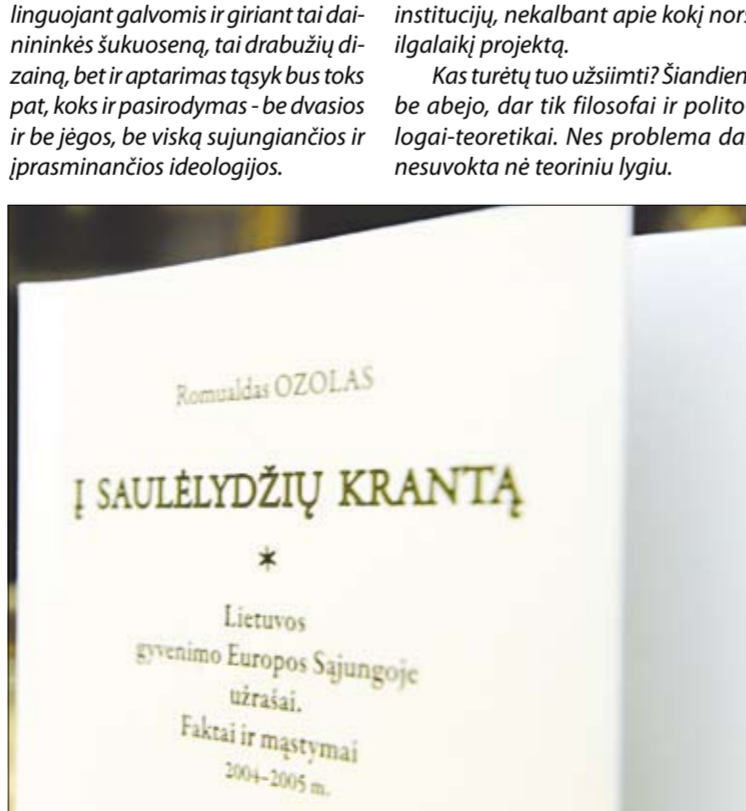 linguojant galvomis ir giriant tai dai-
nininkės šukuoseną, tai drabužių di-
zainą, bet ir aptarimas tąsyk bus toks
pat, koks ir pasirodymas - be dvasios
ir be jėgos, be viską sujungiančios ir
įprasminančios ideologijos.
institucijų, nekalbant apie kokį nors
ilgalaikį projektą.
Kas turėtų tuo užsiimti? Šiandien
be abejo, dar tik filosofai ir polito
logai-teoretikai. Nes problema da
nesuvokta nė teoriniu lygiu.
Romualdas OZOLAS
Į SAULĖLYDŽIŲ KRANTĄ
*
Lietuvos
gyvenimo Europos Sąjungoje
užrašai.
Faktai ir mąstymai
2004–2005 m.